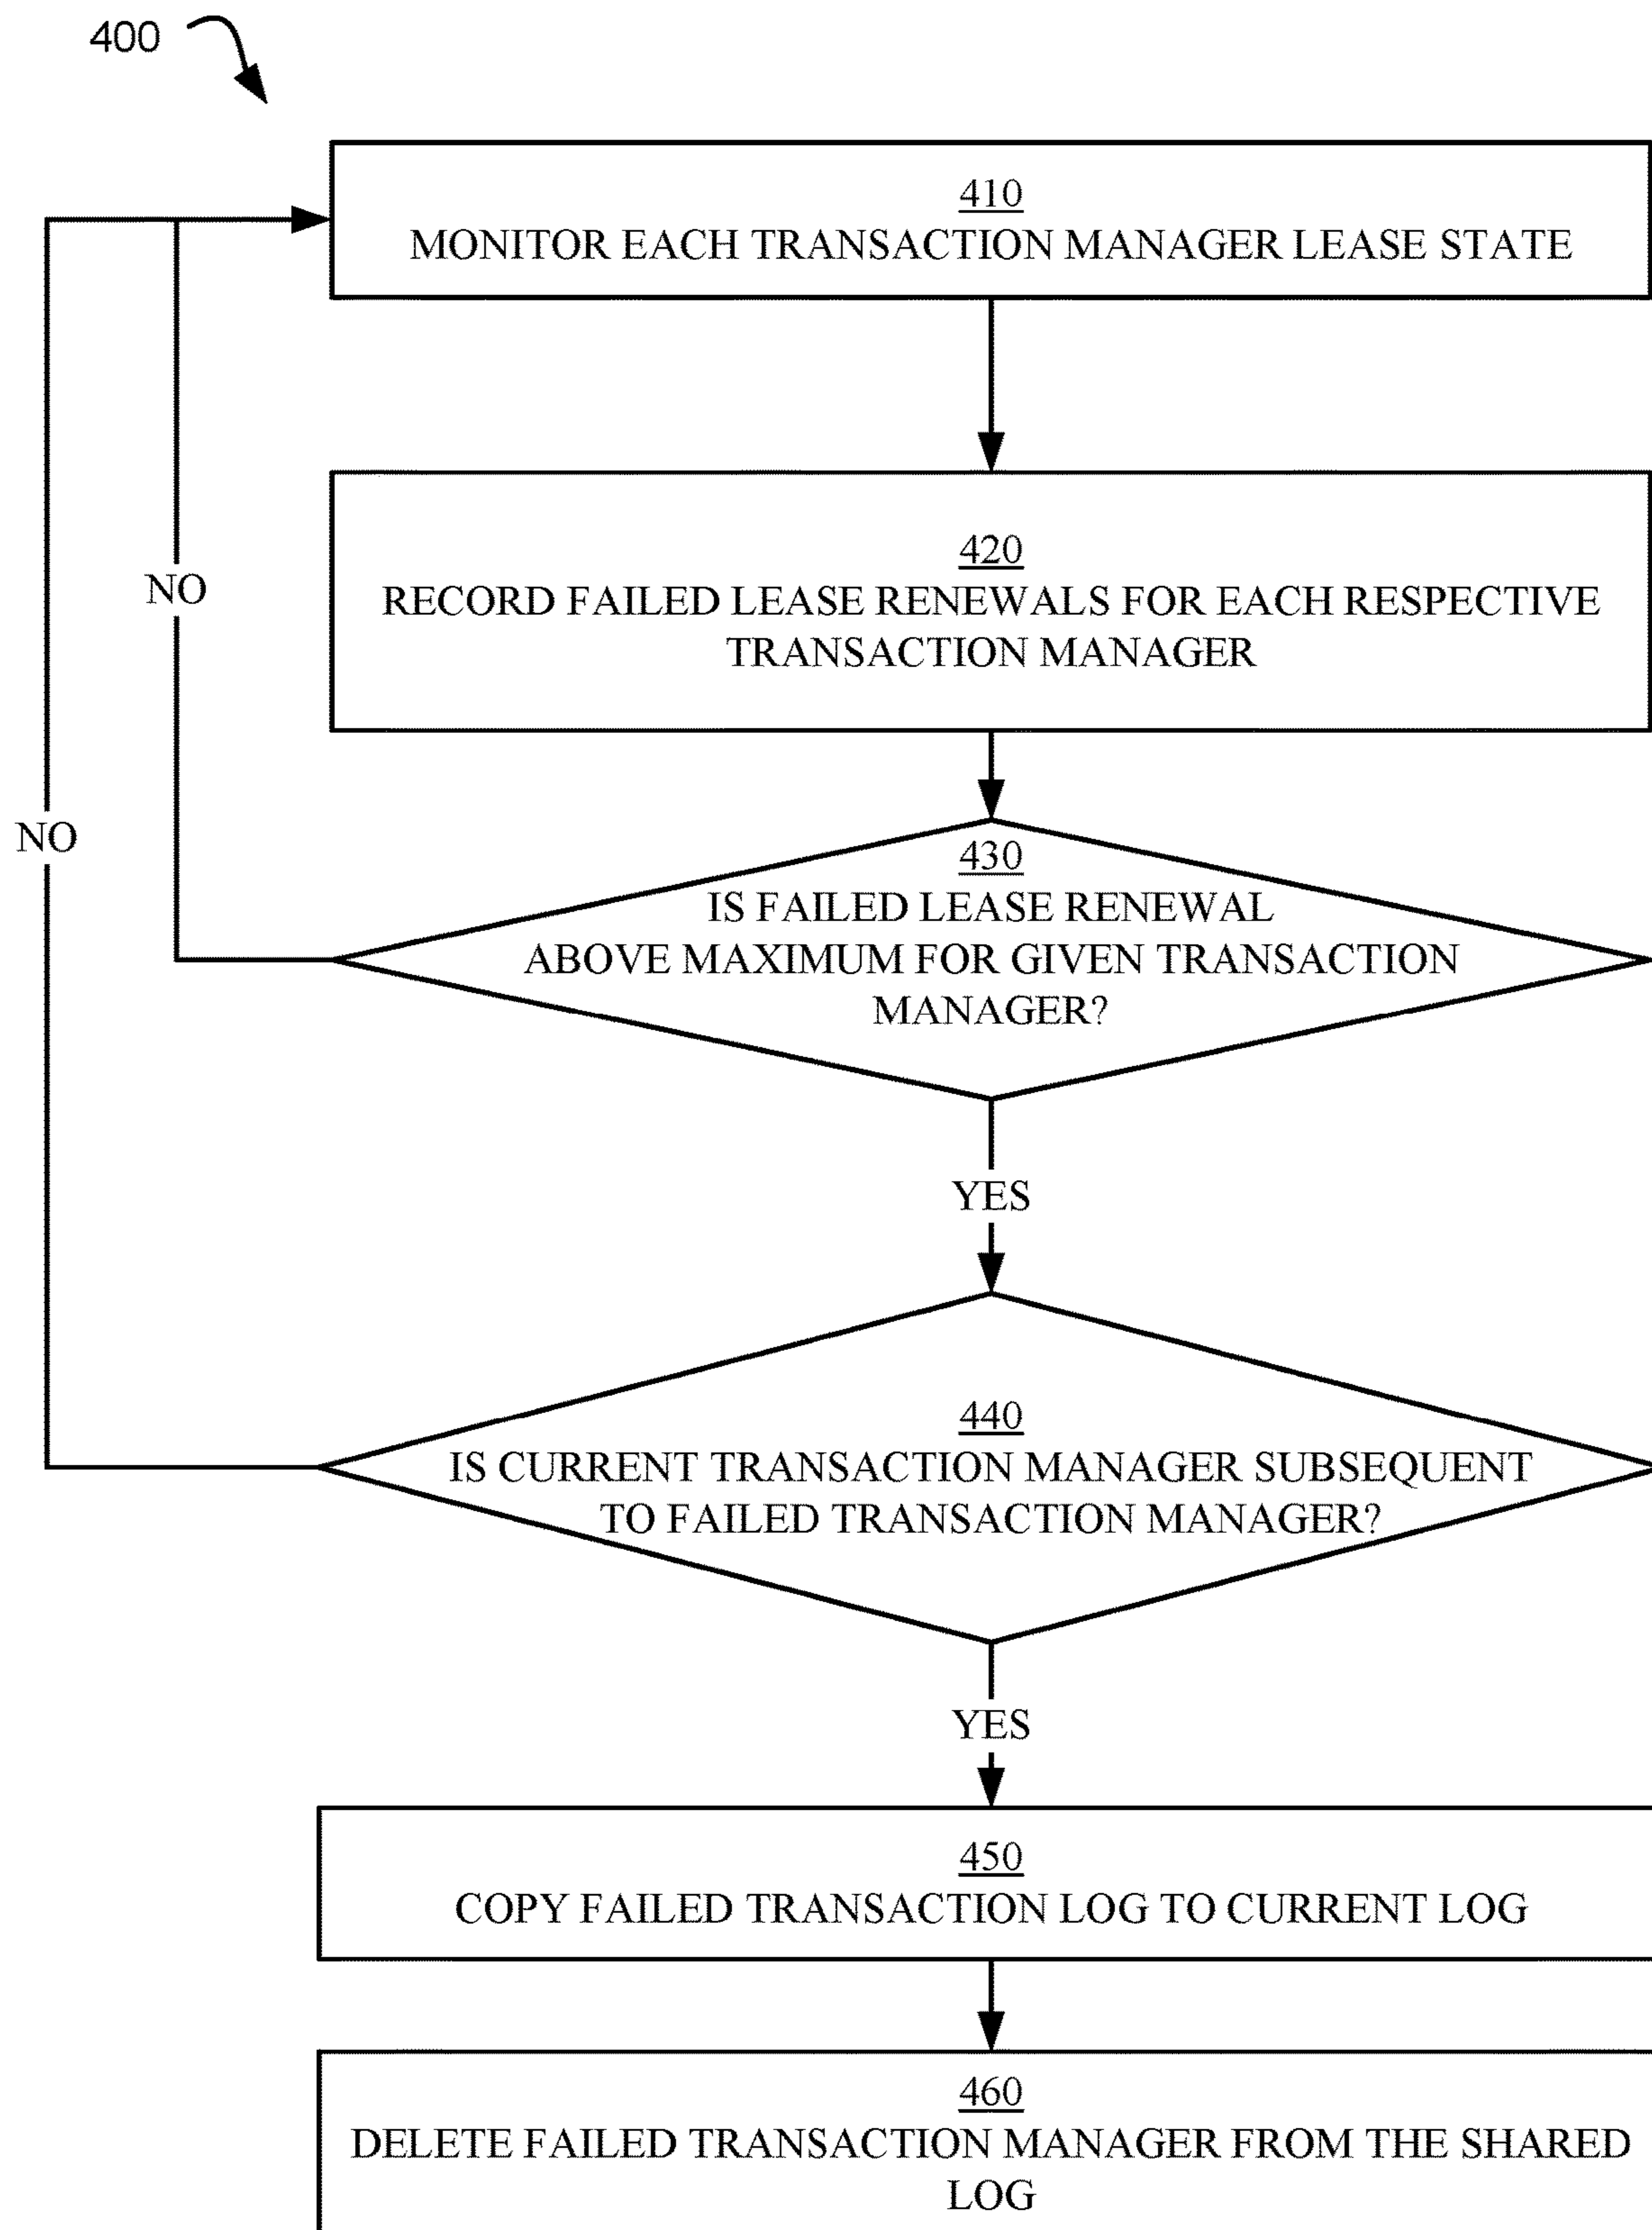 400
410
MONITOR EACH TRANSACTION MANAGER LEASE STATE
420
RECORD FAILED LEASE RENEWALS FOR EACH RESPECTIVE
TRANSACTION MANAGER
NO
NO
430
IS FAILED LEASE RENEWAL
ABOVE MAXIMUM FOR GIVEN TRANSACTION
MANAGER?
YES
440
IS CURRENT TRANSACTION MANAGER SUBSEQUENT
TO FAILED TRANSACTION MANAGER?
YES
450
COPY FAILED TRANSACTION LOG TO CURRENT LOG
460
DELETE FAILED TRANSACTION MANAGER FROM THE SHARED
LOG